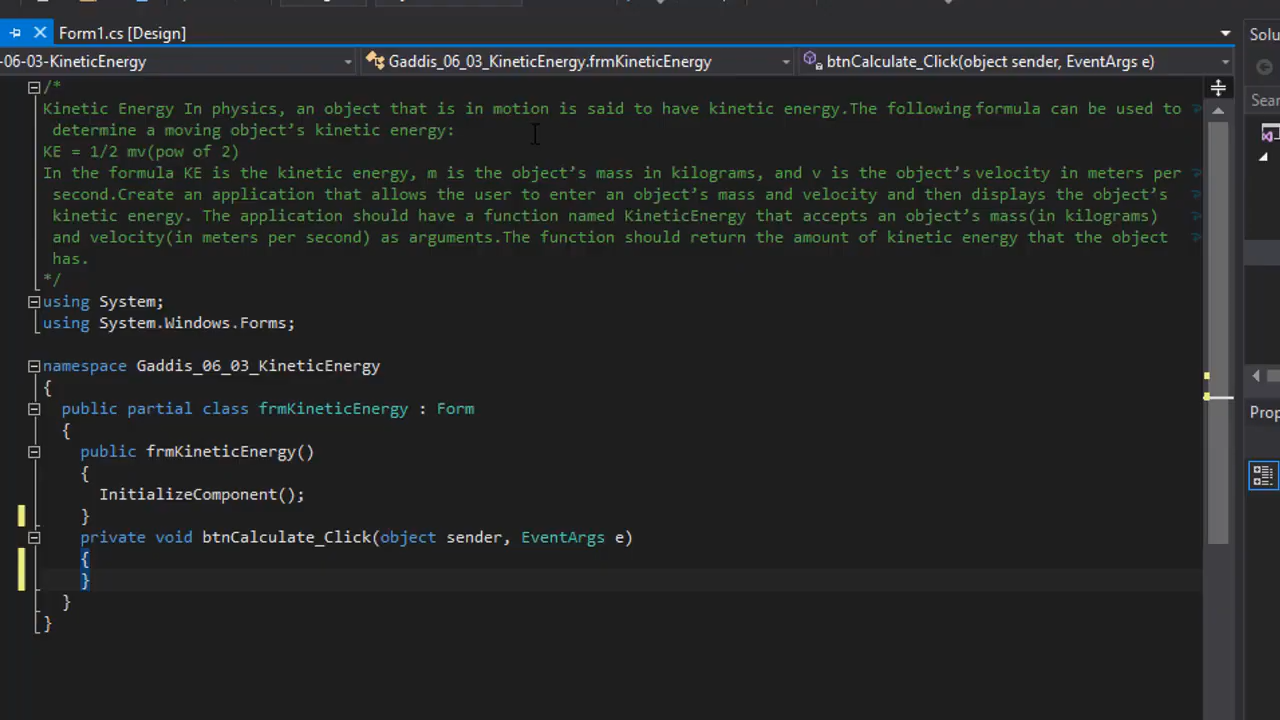 Form1.cs [Design]
Solu
-06-03-KineticEnergy
Gaddis_06_03_KineticEnergy.frmKineticEnergy
btnCalculate_Click(object sender, EventArgs e)
Sear
/*
Kinetic Energy In physics, an object that is in motion is said to have kinetic energy.The following formula can be used to
determine a moving object’s kinetic energy:
KE = 1/2 mv(pow of 2)
In the formula KE is the kinetic energy, m is the object’s mass in kilograms, and v is the object’s velocity in meters per
second.Create an application that allows the user to enter an object’s mass and velocity and then displays the object’s
kinetic energy. The application should have a function named KineticEnergy that accepts an object’s mass(in kilograms)
and velocity(in meters per second) as arguments.The function should return the amount of kinetic energy that the object
has.
*/
using System;
using System.Windows.Forms;
namespace Gaddis_06_03_KineticEnergy
{
public partial class frmKineticEnergy : Form
{
public frmKineticEnergy()
{
InitializeComponent();
}
private void btnCalculate_Click(object sender, EventArgs e)
{
}
}
}
Prop